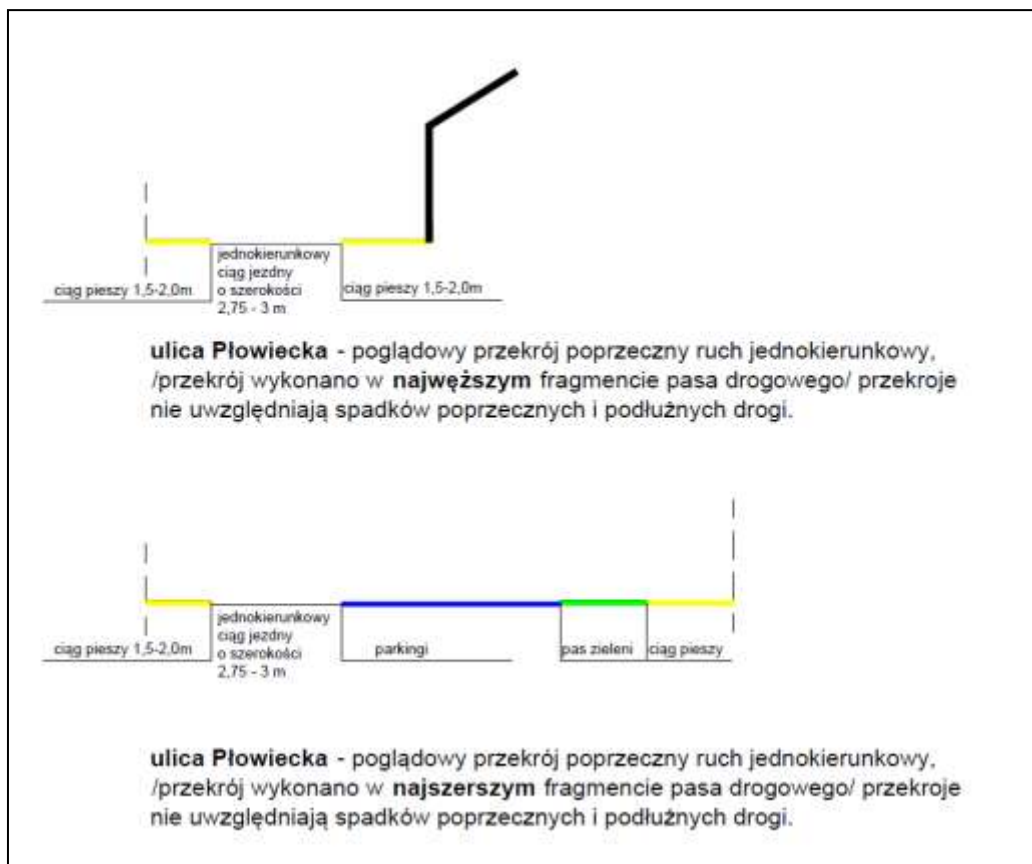 jednokierunkowy
ciąg jezdny
o szerokości
2,75 - 3 m
ciąg pieszy 1,5-2,0m
ciąg pieszy 1,5-2,0m
ulica Płowiecka - poglądowy przekrój poprzeczny ruch jednokierunkowy,
/przekrój wykonano w najwęższym fragmencie pasa drogowego/ przekroje
nie uwzględniają spadków poprzecznych i podłużnych drogi.
jednokierunkowy
ciąg jezdny
o szerokości
2,75 - 3 m
ciąg pieszy 1,5-2,0m
parkingi
pas zieleni
ciąg pieszy
ulica Płowiecka - poglądowy przekrój poprzeczny ruch jednokierunkowy,
/przekrój wykonano w najszerszym fragmencie pasa drogowego/ przekroje
nie uwzględniają spadków poprzecznych i podłużnych drogi.